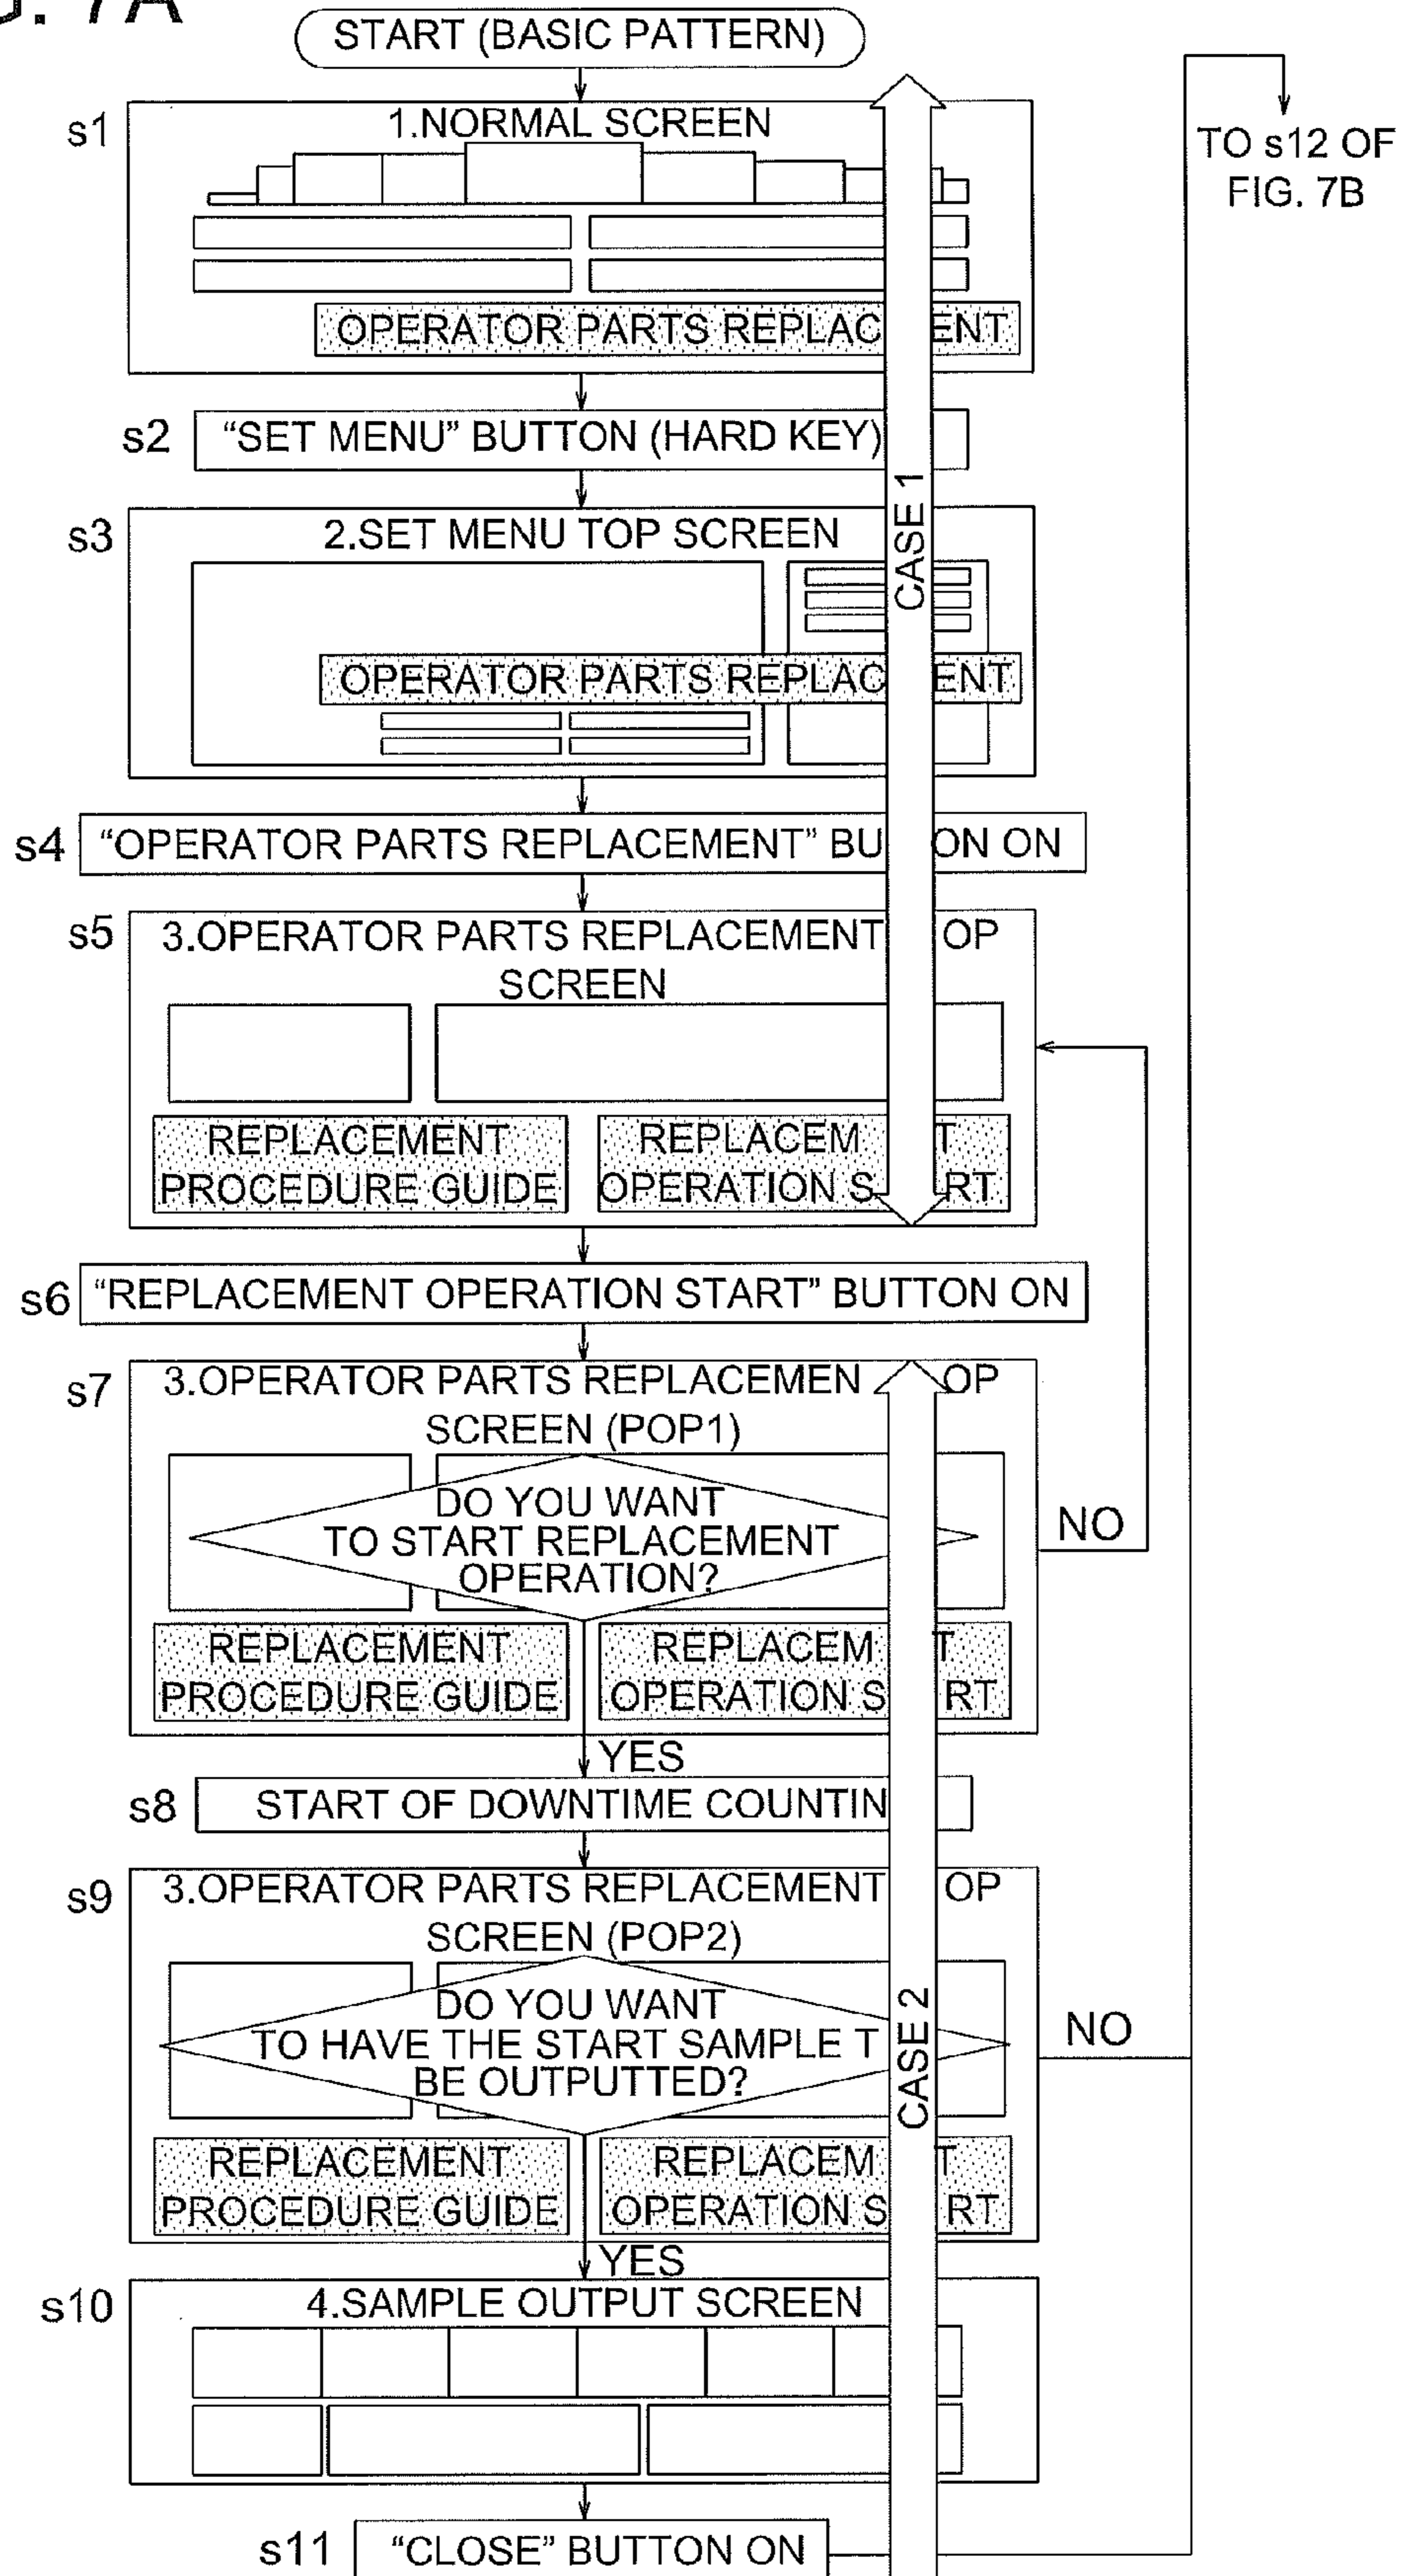 G. 7A
START (BASIC PATTERN)
s1
1.NORMAL SCREEN
TO s12 OF
FIG. 7B
OPERATOR PARTS REPLAC ENT
s2
“SET MENU” BUTTON (HARD KEY)
CASE 1
s3
2.SET MENU TOP SCREEN
OPERATOR PARTS REPLAC ENT
s4
“OPERATOR PARTS REPLACEMENT” BU ON ON
s5
3.OPERATOR PARTS REPLACEMENT OP
SCREEN
REPLACEMENT
PROCEDURE GUIDE
REPLACEM T
OPERATION S RT
s6
“REPLACEMENT OPERATION START” BUTTON ON
s7
3.OPERATOR PARTS REPLACEMEN OP
SCREEN (POP1)
DO YOU WANT
TO START REPLACEMENT
OPERATION?
NO
REPLACEMENT
PROCEDURE GUIDE
REPLACEM T
OPERATION S RT
YES
s8
START OF DOWNTIME COUNTIN
s9
3.OPERATOR PARTS REPLACEMENT OP
SCREEN (POP2)
DO YOU WANT
TO HAVE THE START SAMPLE T
BE OUTPUTTED?
NO
CASE 2
REPLACEMENT
PROCEDURE GUIDE
REPLACEM T
OPERATION S RT
YES
s10
4.SAMPLE OUTPUT SCREEN
s11
“CLOSE” BUTTON ON